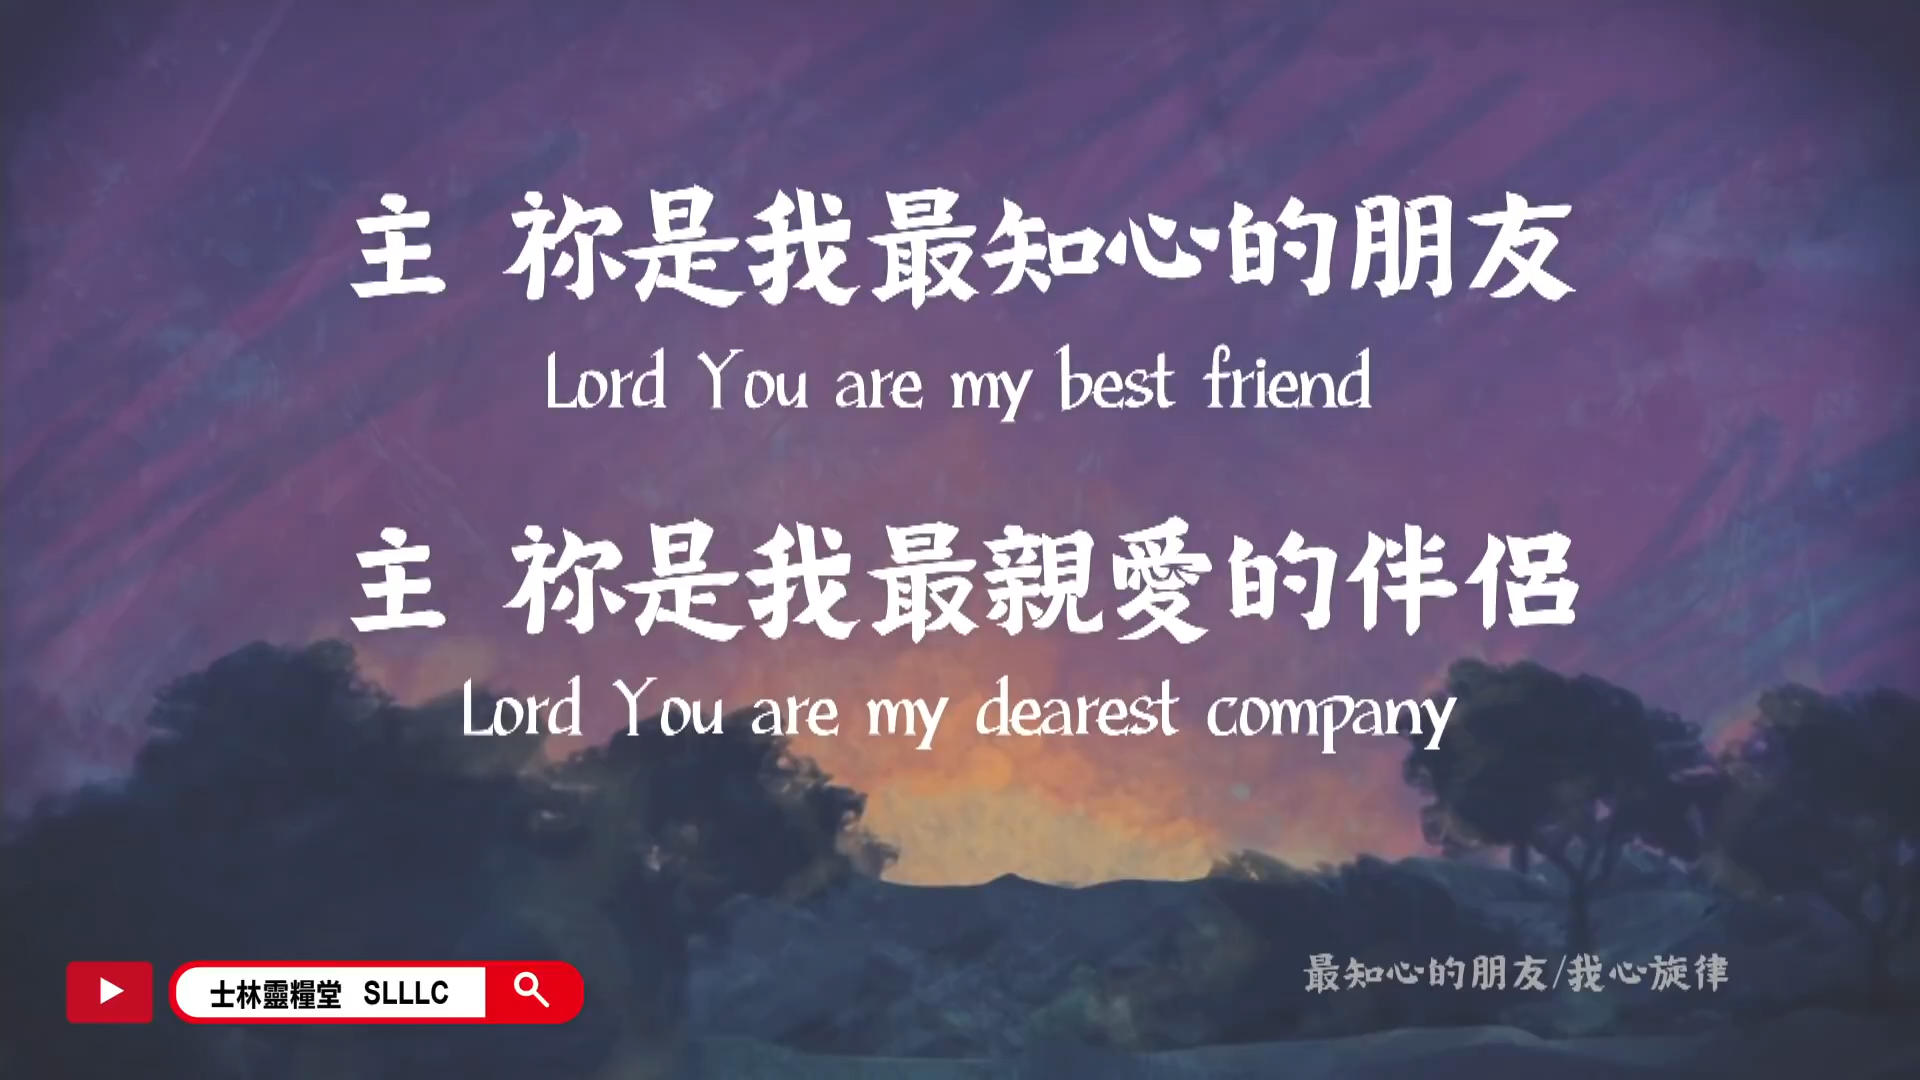 主 祢是我最知心的朋友
Lord You are my best friend
主 祢是我最親愛的伴侶
Lord You are my dearest company
最知心的朋友/我心旋律
士林靈糧堂 SLLLC